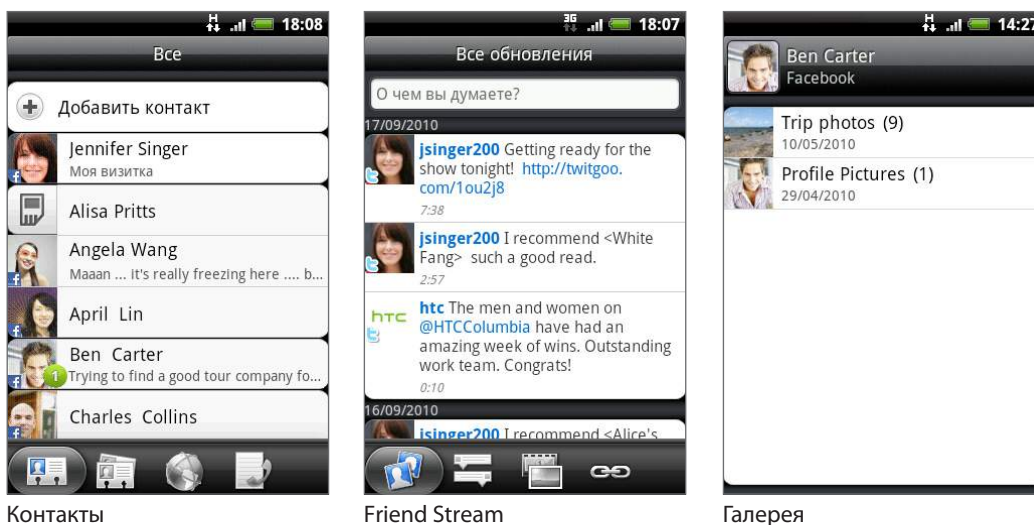 H
18:08
Все
Добавить контакт
Jennifer Singer
Моя визитка
Alisa Pritts
Angela Wang
Maaan ... it's really freezing here .... b...
April Lin
Ben Carter
1
Trying to find a good tour company fo...
Charles Collins
Контакты
3G
18:07
Все обновления
О чем вы думаете?
17/09/2010
jsinger200 Getting ready for the
show tonight! http://twitgoo.
com/1ou2j8
7:38
jsinger200 I recommend <White
Fang> such a good read.
2:57
htc
htc The men and women on
@HTCColumbia have had an
amazing week of wins. Outstanding
work team. Congrats!
0:10
16/09/2010
jsinger200 I recommend <Alice's
Friend Stream
H
14:27
Ben Carter
Facebook
Trip photos (9)
10/05/2010
Profile Pictures (1)
29/04/2010
Галерея